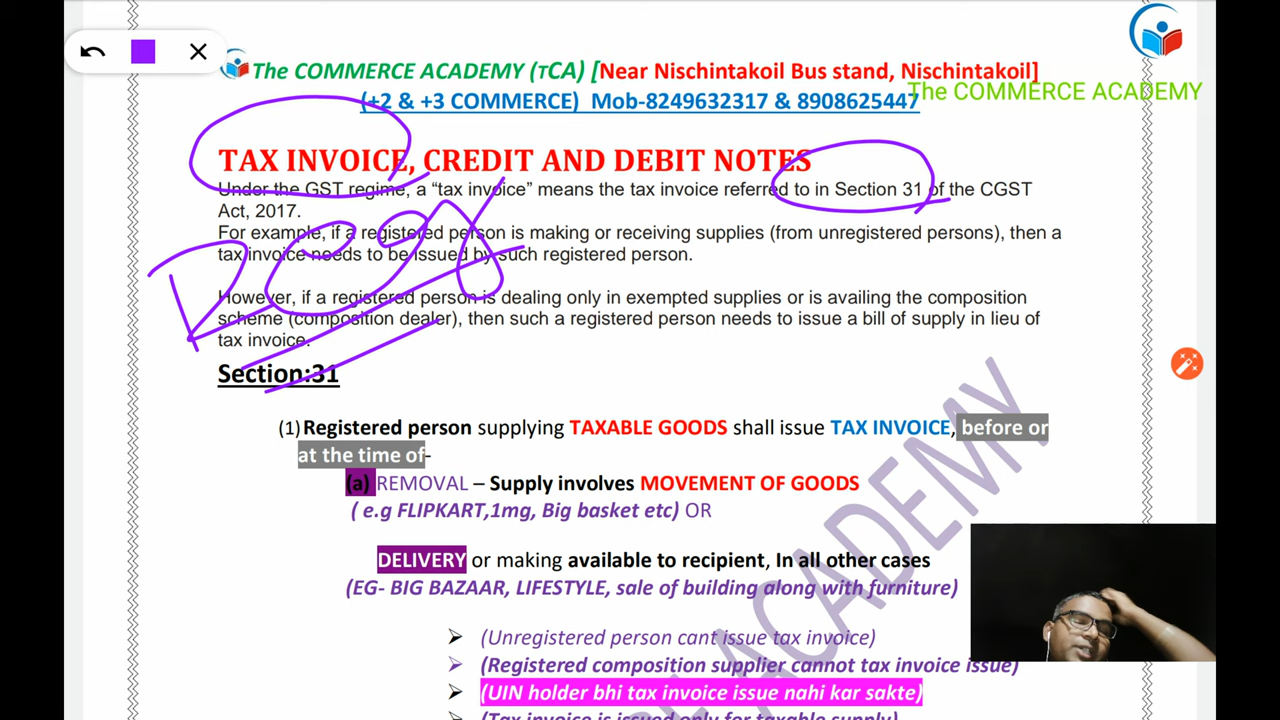 The COMMERCE ACADEMY (TCA) [Near Nischintakoil Bus stand, Nischintakoil]
(+2 & +3 COMMERCE) Mob-8249632317 & 8908625447
The COMMERCE ACADEMY
TAX INVOICE, CREDIT AND DEBIT NOTES
Under the GST regime, a “tax invoice” means the tax invoice referred to in Section 31 of the CGST
Act, 2017.
For example, if a registered person is making or receiving supplies (from unregistered persons), then a
tax invoice needs to be issued by such registered person.
However, if a registered person is dealing only in exempted supplies or is availing the composition
scheme (composition dealer), then such a registered person needs to issue a bill of supply in lieu of
tax invoice.
Section:31
(1) Registered person supplying TAXABLE GOODS shall issue TAX INVOICE, before or
at the time of-
(a) REMOVAL – Supply involves MOVEMENT OF GOODS
( e.g FLIPKART,1mg, Big basket etc) OR
DELIVERY or making available to recipient, In all other cases
(EG- BIG BAZAAR, LIFESTYLE, sale of building along with furniture)
(Unregistered person cant issue tax invoice)
(Registered composition supplier cannot tax invoice issue)
(UIN holder bhi tax invoice issue nahi kar sakte)
(Tax invoice is issued only for taxable supply)
ACADEMY